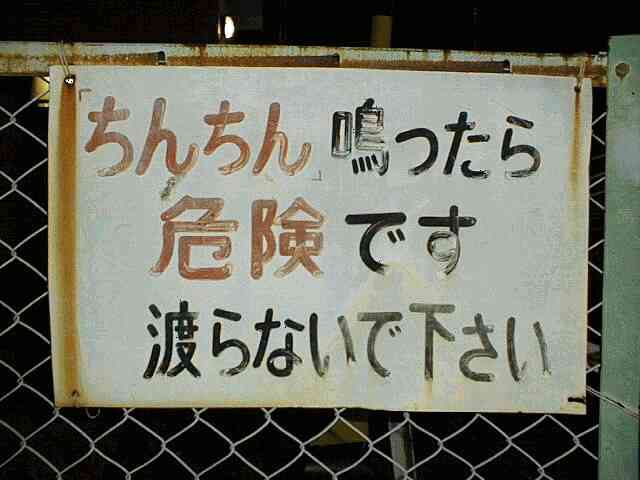 「ちんちん」鳴ったら
危険です
渡らないで下さい